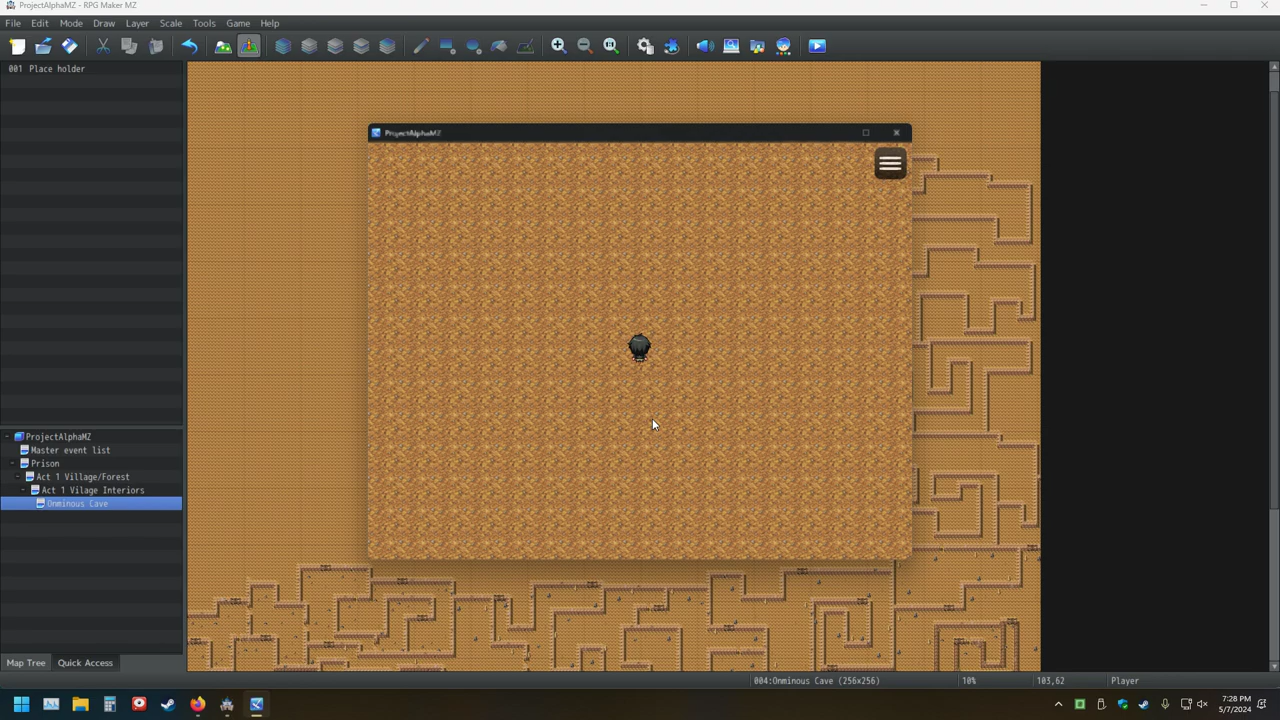 ProjectAlphaMZ - RPG Maker MZ
File Edit Mode Draw Layer Scale Tools Game Help
001 Place holder
ProjectAlphaMZ
ProjectAlphaMZ
Master event list
Prison
Act 1 Village/Forest
Act 1 Vilage Interiors
Onminous Cave
Map Tree Quick Access
004:Onminous Cave (256x256) 10% 103,62 Player
7:28 PM
5/7/2024